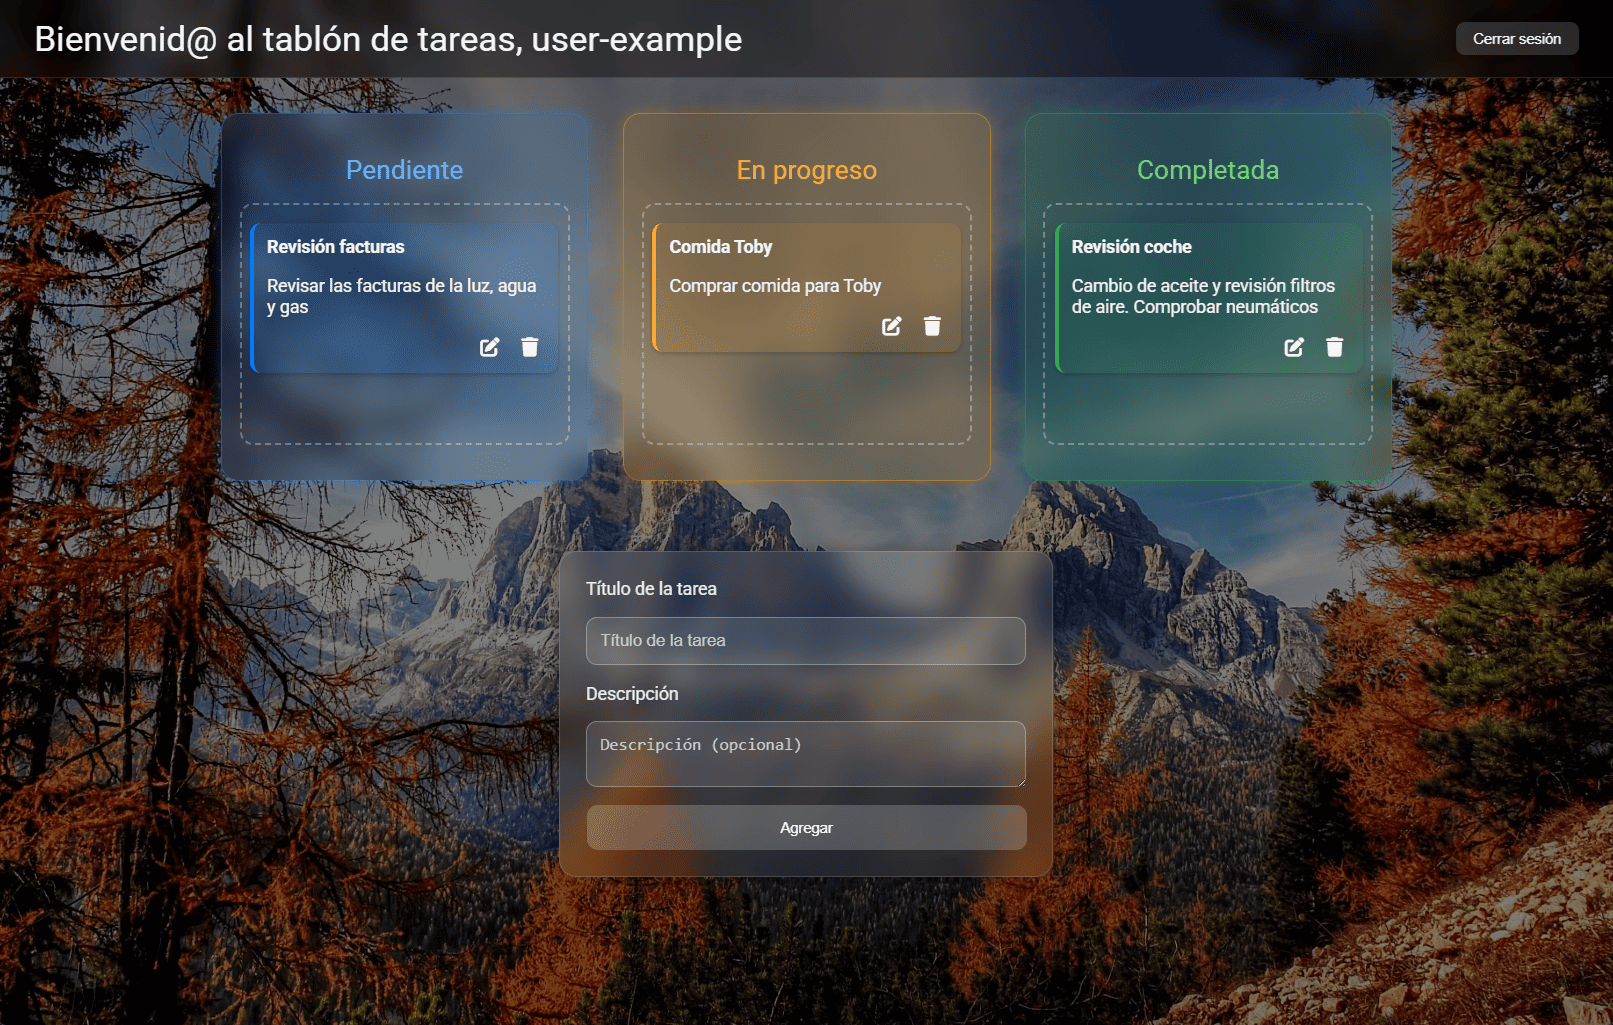 Bienvenid@ al tablón de tareas, user-example
Cerrar sesión
Pendiente
Revisión facturas
Revisar las facturas de la luz, agua
y gas
En progreso
Comida Toby
Comprar comida para Toby
Completada
Revisión coche
Cambio de aceite y revisión filtros
de aire. Comprobar neumáticos
Título de la tarea
Título de la tarea
Descripción
Descripción (opcional)
Agregar